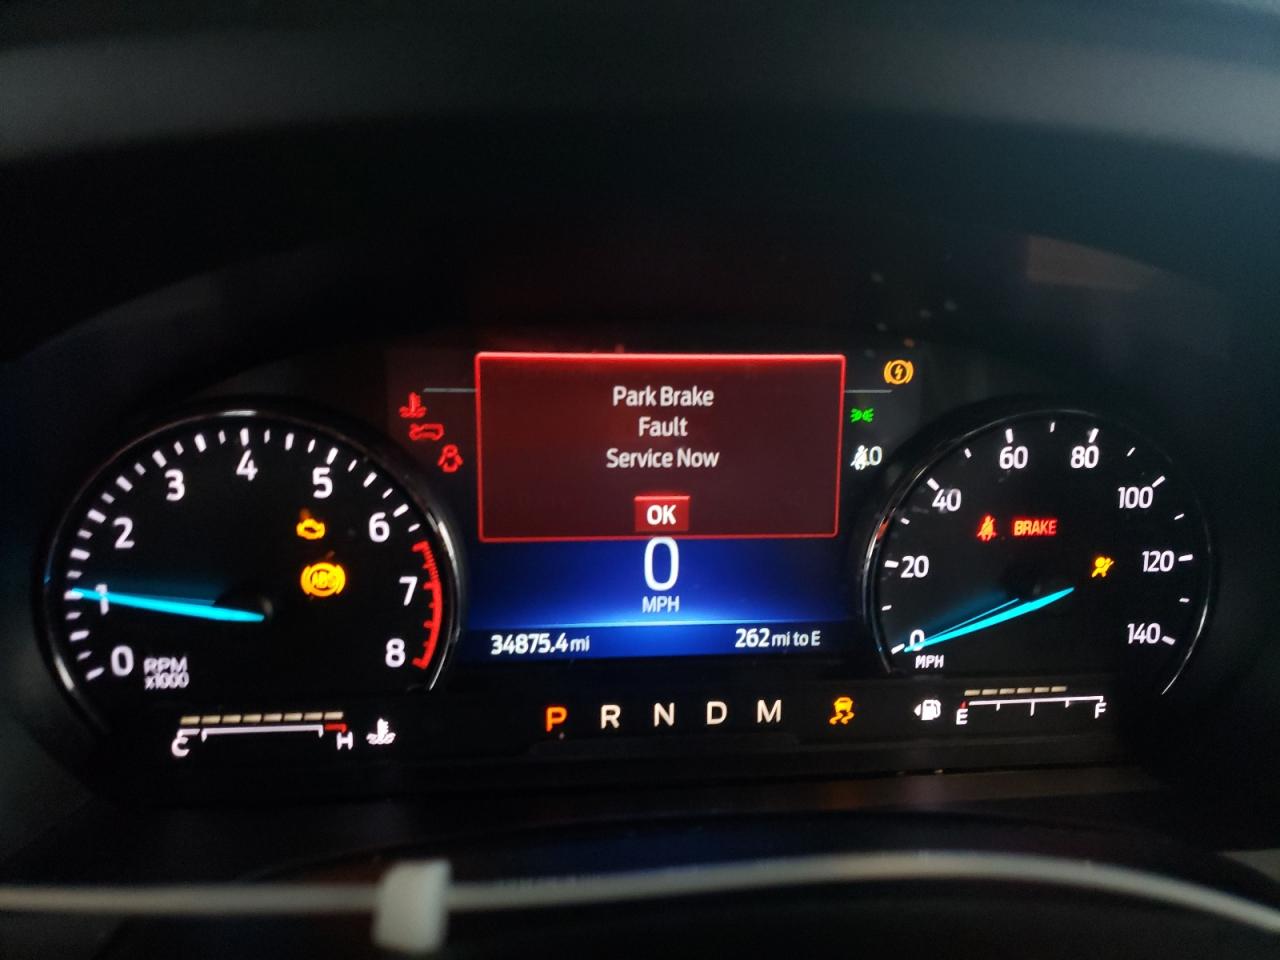 Park Brake
Fault
Service Now
OK
0
MPH
34875.4 mi
262 mi to E
0
1
2
3
4
5
6
7
8
RPM
x1000
ABS
C
H
P R N D M
0
20
40
60
80
100
120
140
MPH
BRAKE
E
F